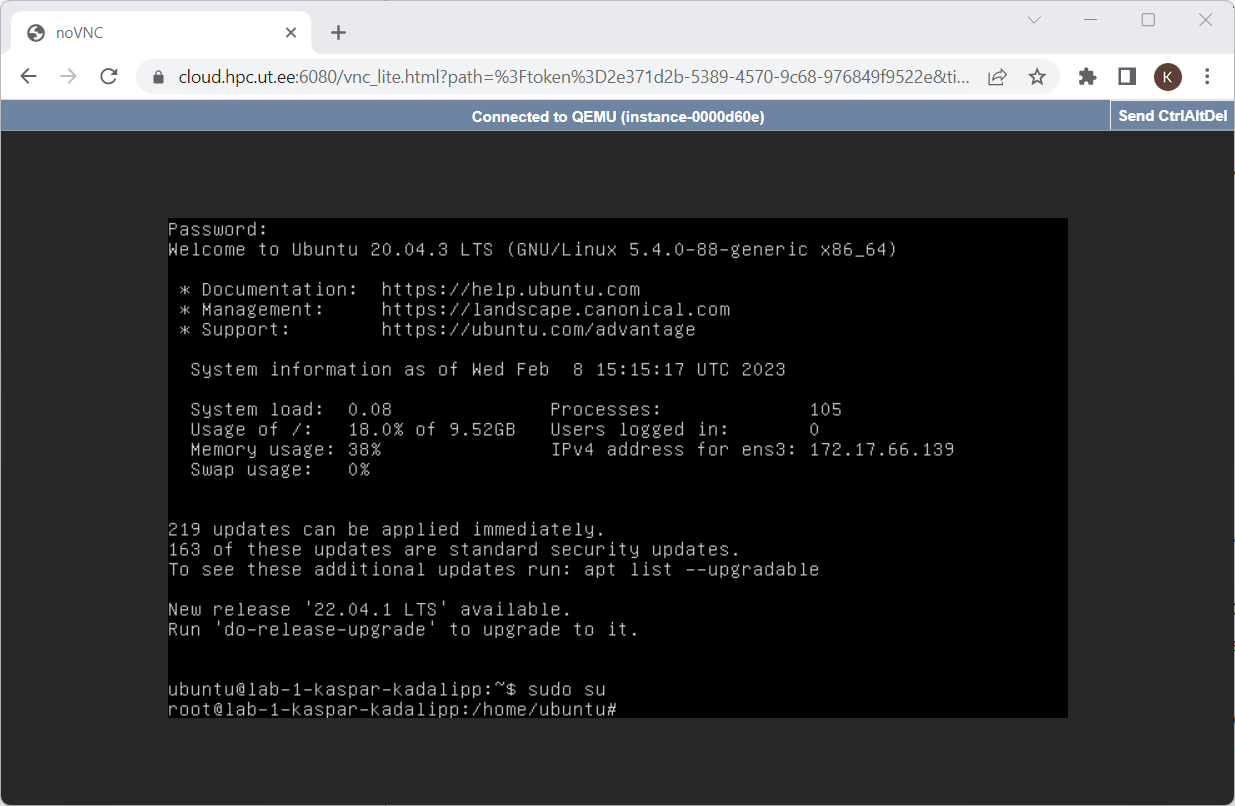 noVNC
cloud.hpc.ut.ee:6080/vnc_lite.html?path=%3Ftoken%3D2e371d2b-5389-4570-9c68-976849f9522e&ti...
K
Connected to QEMU (instance-0000d60e)
Send CtrlAltDel
Password:
Welcome to Ubuntu 20.04.3 LTS (GNU/Linux 5.4.0-88-generic x86_64)
* Documentation:  https://help.ubuntu.com
* Management:     https://landscape.canonical.com
* Support:        https://ubuntu.com/advantage
System information as of Wed Feb  8 15:15:17 UTC 2023
System load:  0.08              Processes:             105
Usage of /:   18.0% of 9.52GB   Users logged in:       0
Memory usage: 38%               IPv4 address for ens3: 172.17.66.139
Swap usage:   0%
219 updates can be applied immediately.
163 of these updates are standard security updates.
To see these additional updates run: apt list --upgradable
New release '22.04.1 LTS' available.
Run 'do-release-upgrade' to upgrade to it.
ubuntu@lab-1-kaspar-kadalipp:~$ sudo su
root@lab-1-kaspar-kadalipp:/home/ubuntu#